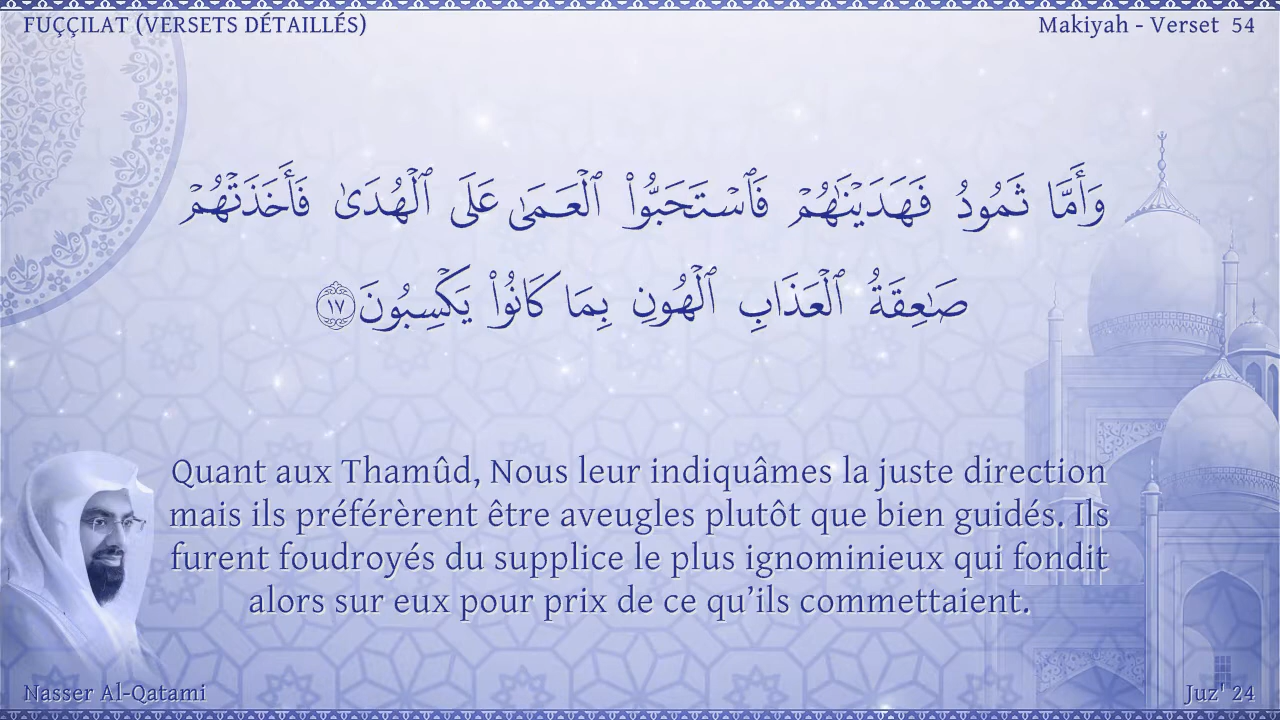 FUÇÇILAT (VERSETS DÉTAILLÉS)
Makiyah - Verset 54
وَأَمَّا ثَمُودُ فَهَدَيْنَٰهُمْ فَٱسْتَحَبُّوا۟ ٱلْعَمَىٰ عَلَى ٱلْهُدَىٰ فَأَخَذَتْهُمْ
صَٰعِقَةُ ٱلْعَذَابِ ٱلْهُونِ بِمَا كَانُوا۟ يَكْسِبُونَ ١٧
Quant aux Thamûd, Nous leur indiquâmes la juste direction
mais ils préférèrent être aveugles plutôt que bien guidés. Ils
furent foudroyés du supplice le plus ignominieux qui fondit
alors sur eux pour prix de ce qu’ils commettaient.
Nasser Al-Qatami
Juz' 24